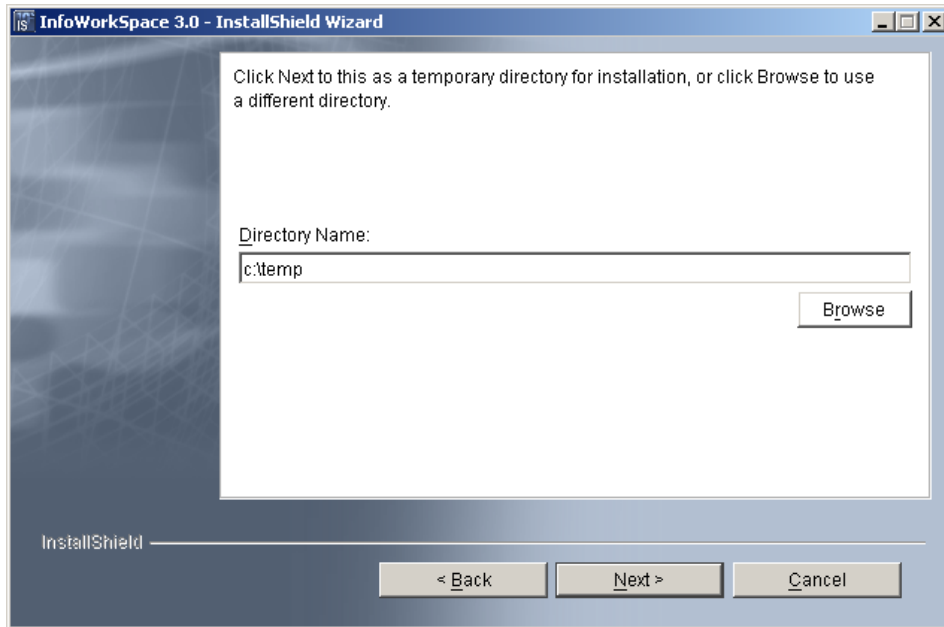 InfoWorkSpace 3.0 - InstallShield Wizard
Click Next to this as a temporary directory for installation, or click Browse to use
a different directory.
Directory Name:
c:\temp
Browse
InstallShield
< Back
Next >
Cancel